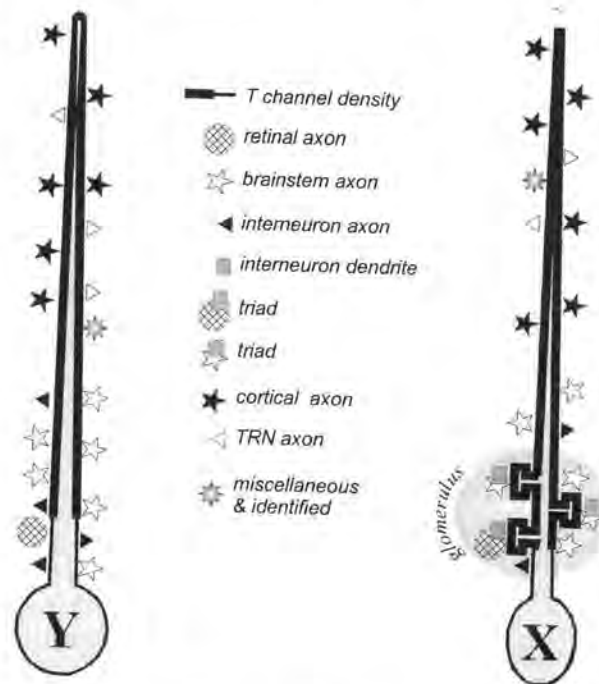 T channel density
retinal axon
brainstem axon
interneuron axon
interneuron dendrite
triad
triad
cortical axon
TRN axon
miscellaneous
& identified
glomerulus
Y
X